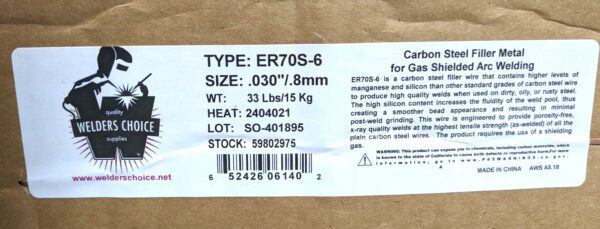 quality
WELDERS CHOICE
supplies
www.welderschoice.net
TYPE: ER70S-6
SIZE: .030"/.8mm
WT: 33 Lbs/15 Kg
HEAT: 2404021
LOT: SO-401895
STOCK: 59802975
6 52426 06140 2
Carbon Steel Filler Metal
for Gas Shielded Arc Welding
ER70S-6 is a carbon steel filler wire that contains higher levels of
manganese and silicon than other standard grades of carbon steel wire
to produce high quality welds when used on dirty, oily, or rusty steel.
The high silicon content increases the fluidity of the weld pool, thus
creating a smoother bead appearance and resulting in minimal
post-weld grinding. This wire is engineered to provide porosity-free,
x-ray quality welds at the highest tensile strength (as-welded) of all the
plain carbon steel wires. The product requires the use of a shielding
gas.
WARNING: This product can expose you to chemicals, including carbon monoxide, which
is known to the state of California to cause birth defects or reproductive harm.For more
information, go to www.P65WARNINGS.ca.gov.
A
MADE IN CHINA AWS A5.18